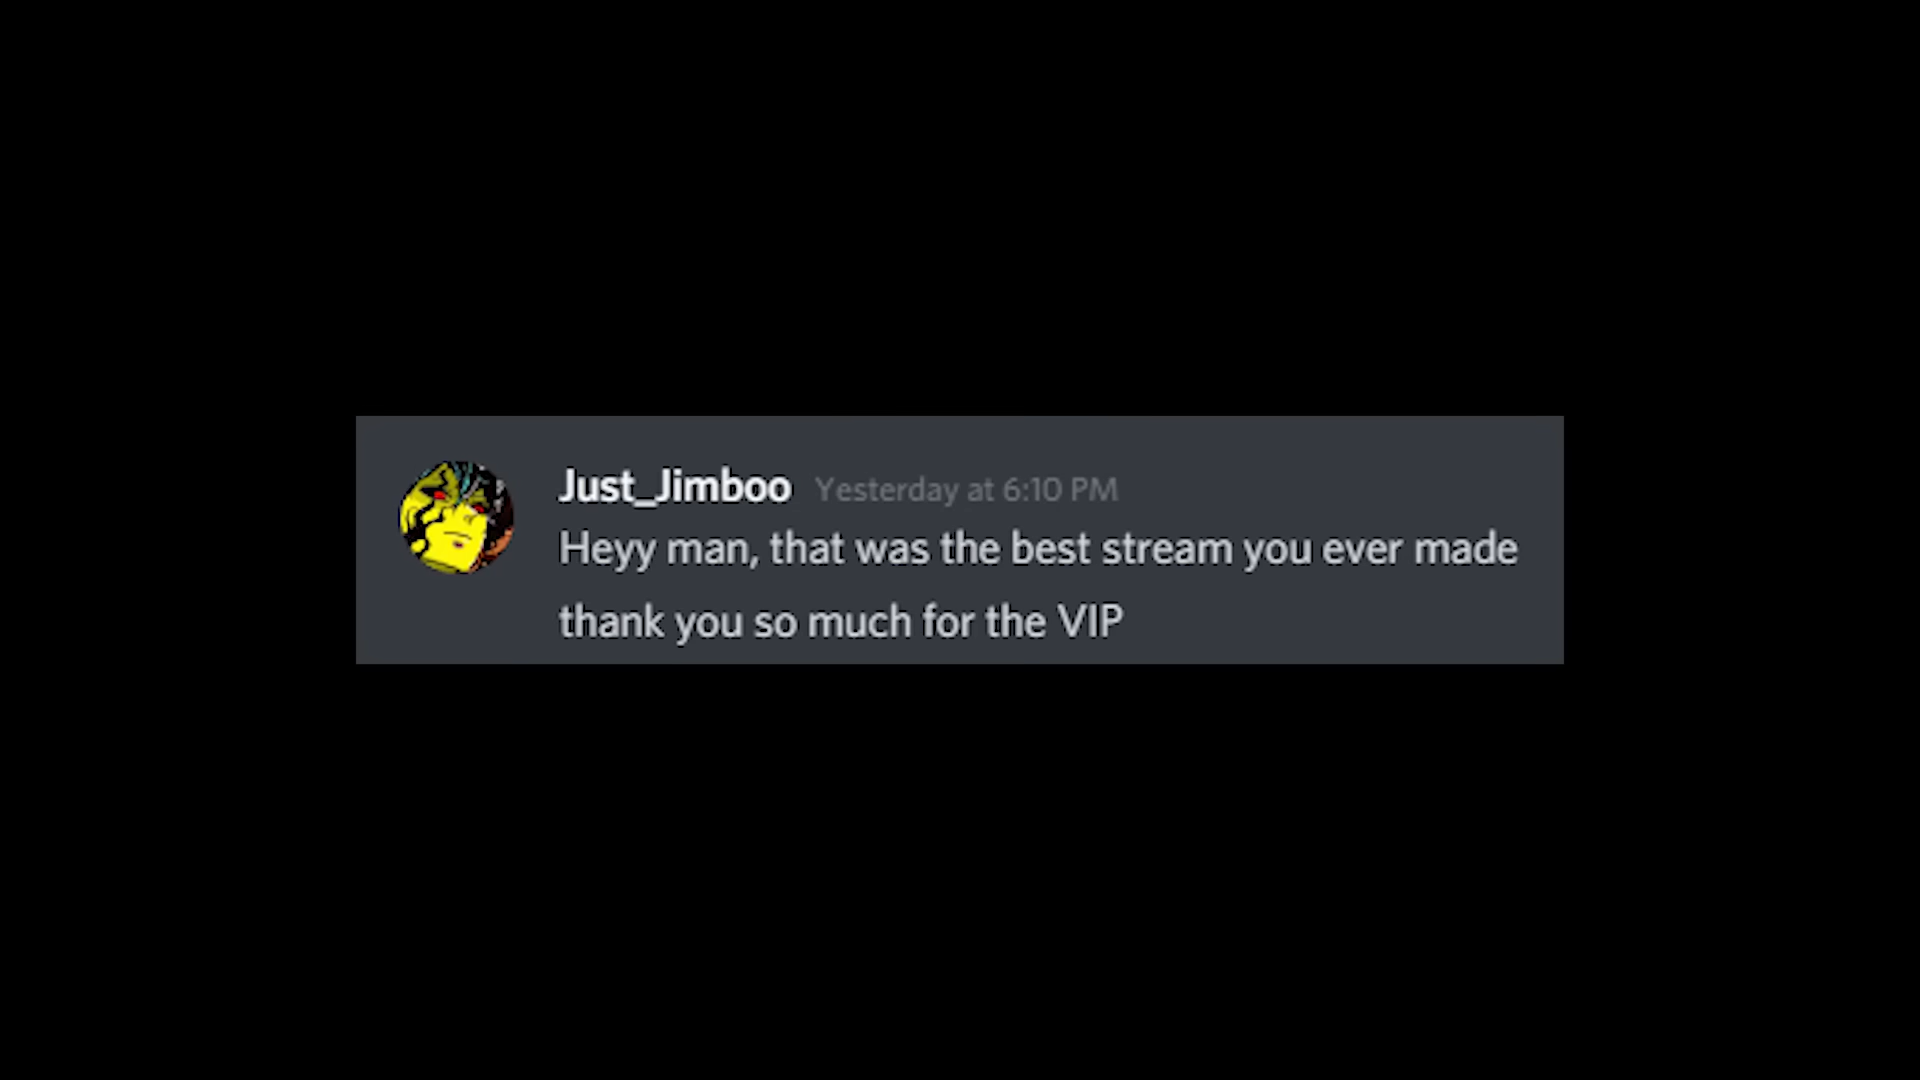 Just_Jimboo Yesterday at 6:10 PM
Heyy man, that was the best stream you ever made
thank you so much for the VIP